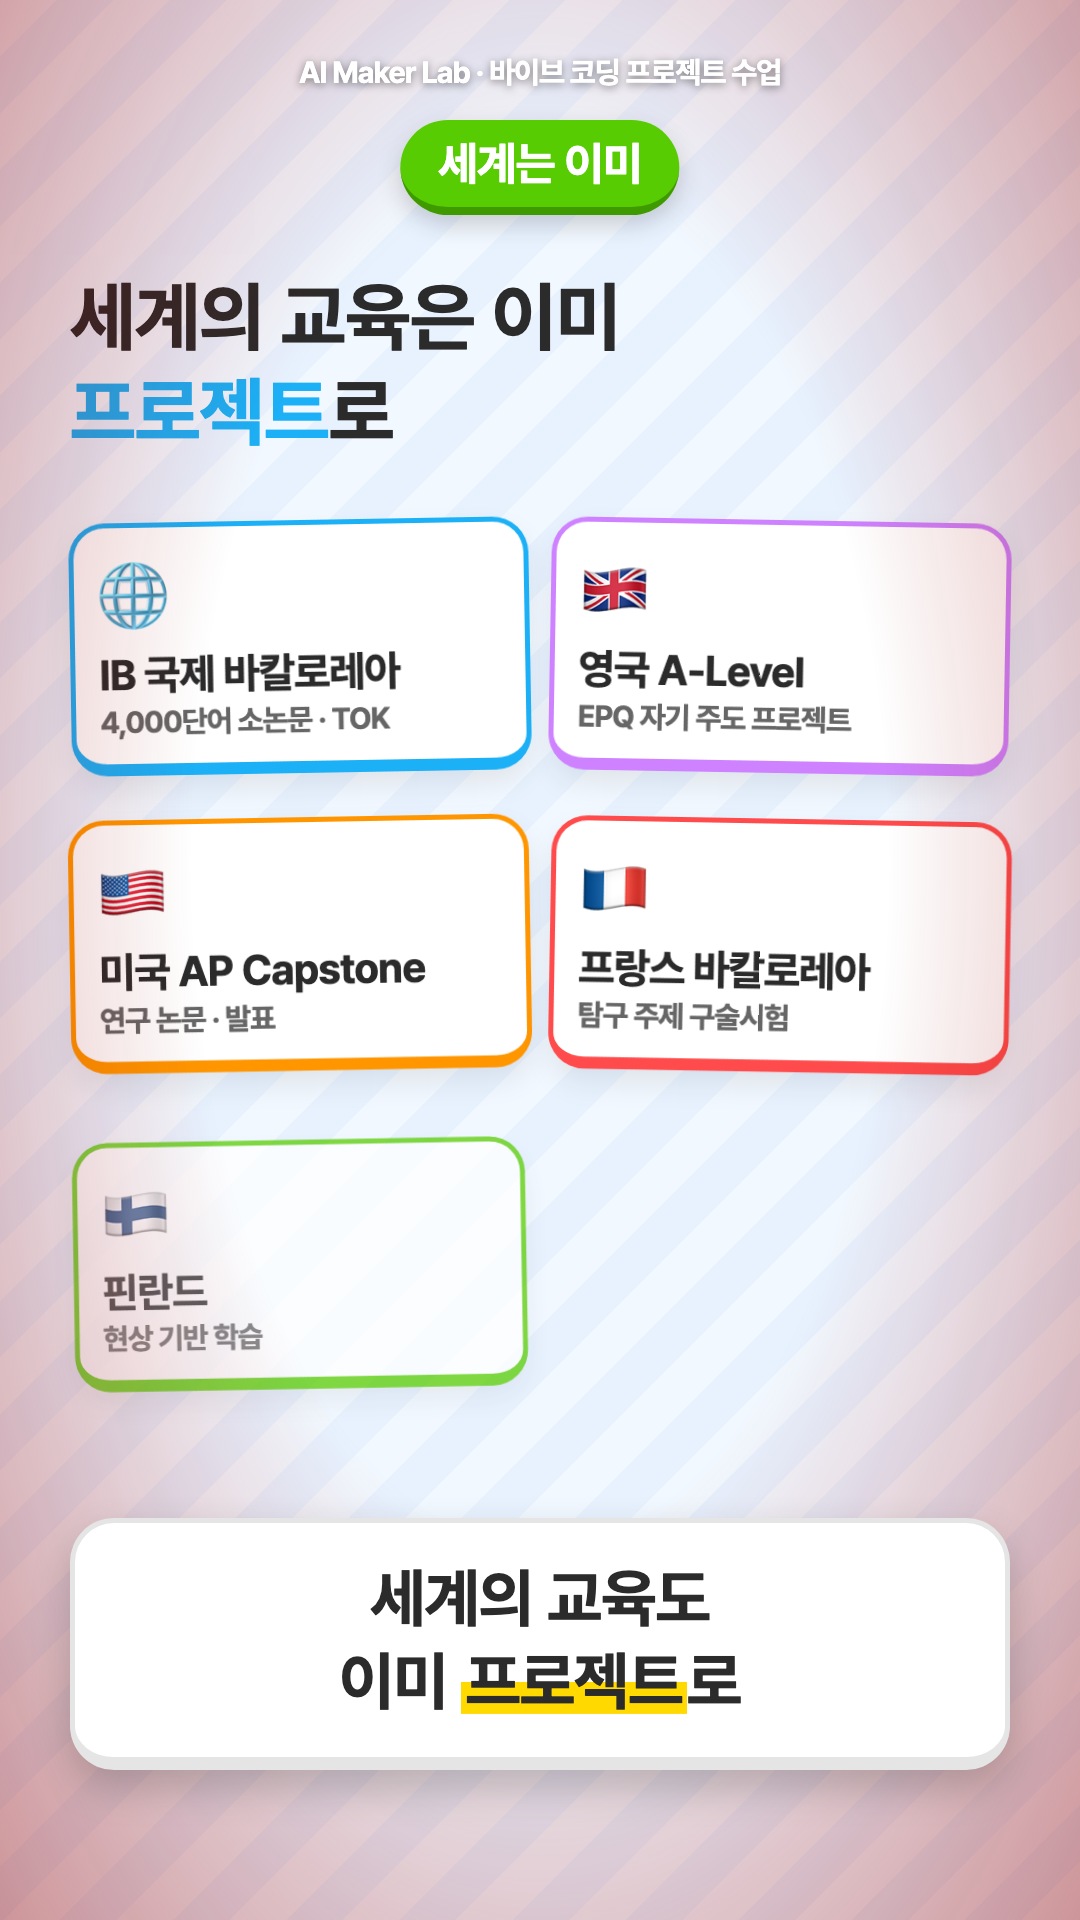 AI Maker Lab · 바이브 코딩 프로젝트 수업
세계는 이미
세계의 교육은 이미
프로젝트로
IB 국제 바칼로레아
4,000단어 소논문 · TOK
영국 A-Level
EPQ 자기 주도 프로젝트
미국 AP Capstone
연구 논문 · 발표
프랑스 바칼로레아
탐구 주제 구술시험
핀란드
현상 기반 학습
세계의 교육도
이미 프로젝트로